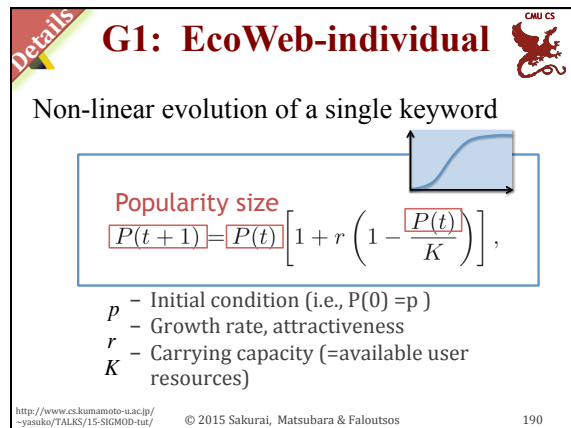 Details
G1: EcoWeb-individual
CMU CS
Non-linear evolution of a single keyword
Popularity size
P(t + 1) = P(t) [ 1 + r ( 1 − P(t)/K ) ] ,
p – Initial condition (i.e., P(0) =p )
r – Growth rate, attractiveness
K – Carrying capacity (=available user
resources)
http://www.cs.kumamoto-u.ac.jp/
~yasuko/TALKS/15-SIGMOD-tut/
© 2015 Sakurai, Matsubara & Faloutsos
190